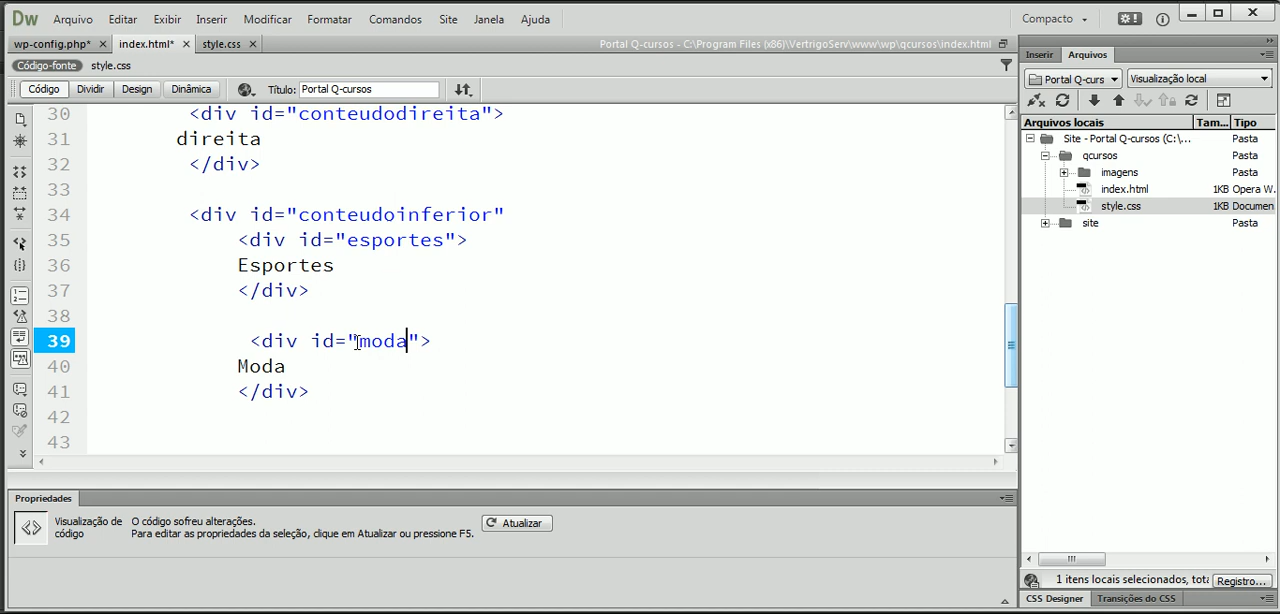 Dw Arquivo Editar Exibir Inserir Modificar Formatar Comandos Site Janela Ajuda Compacto
wp-config.php* index.html* style.css Portal Q-cursos - C:\Program Files (x86)\VertrigoServ\www\wp\qcursos\index.html
Código-fonte style.css
Código Dividir Design Dinâmica Título: Portal Q-cursos
30 <div id="conteudodireita">
31 direita
32 </div>
33
34 <div id="conteudoinferior"
35 <div id="esportes">
36 Esportes
37 </div>
38
39 <div id="moda">
40 Moda
41 </div>
42
43
Propriedades
Visualização de código
O código sofreu alterações.
Para editar as propriedades da seleção, clique em Atualizar ou pressione F5.
Atualizar
Inserir Arquivos
Portal Q-curs Visualização local
Arquivos locais Tam... Tipo
Site - Portal Q-cursos (C:\... Pasta
qcursos Pasta
imagens Pasta
index.html 1KB Opera W.
style.css 1KB Documen
site Pasta
1 itens locais selecionados, tota Registro...
CSS Designer Transições do CSS